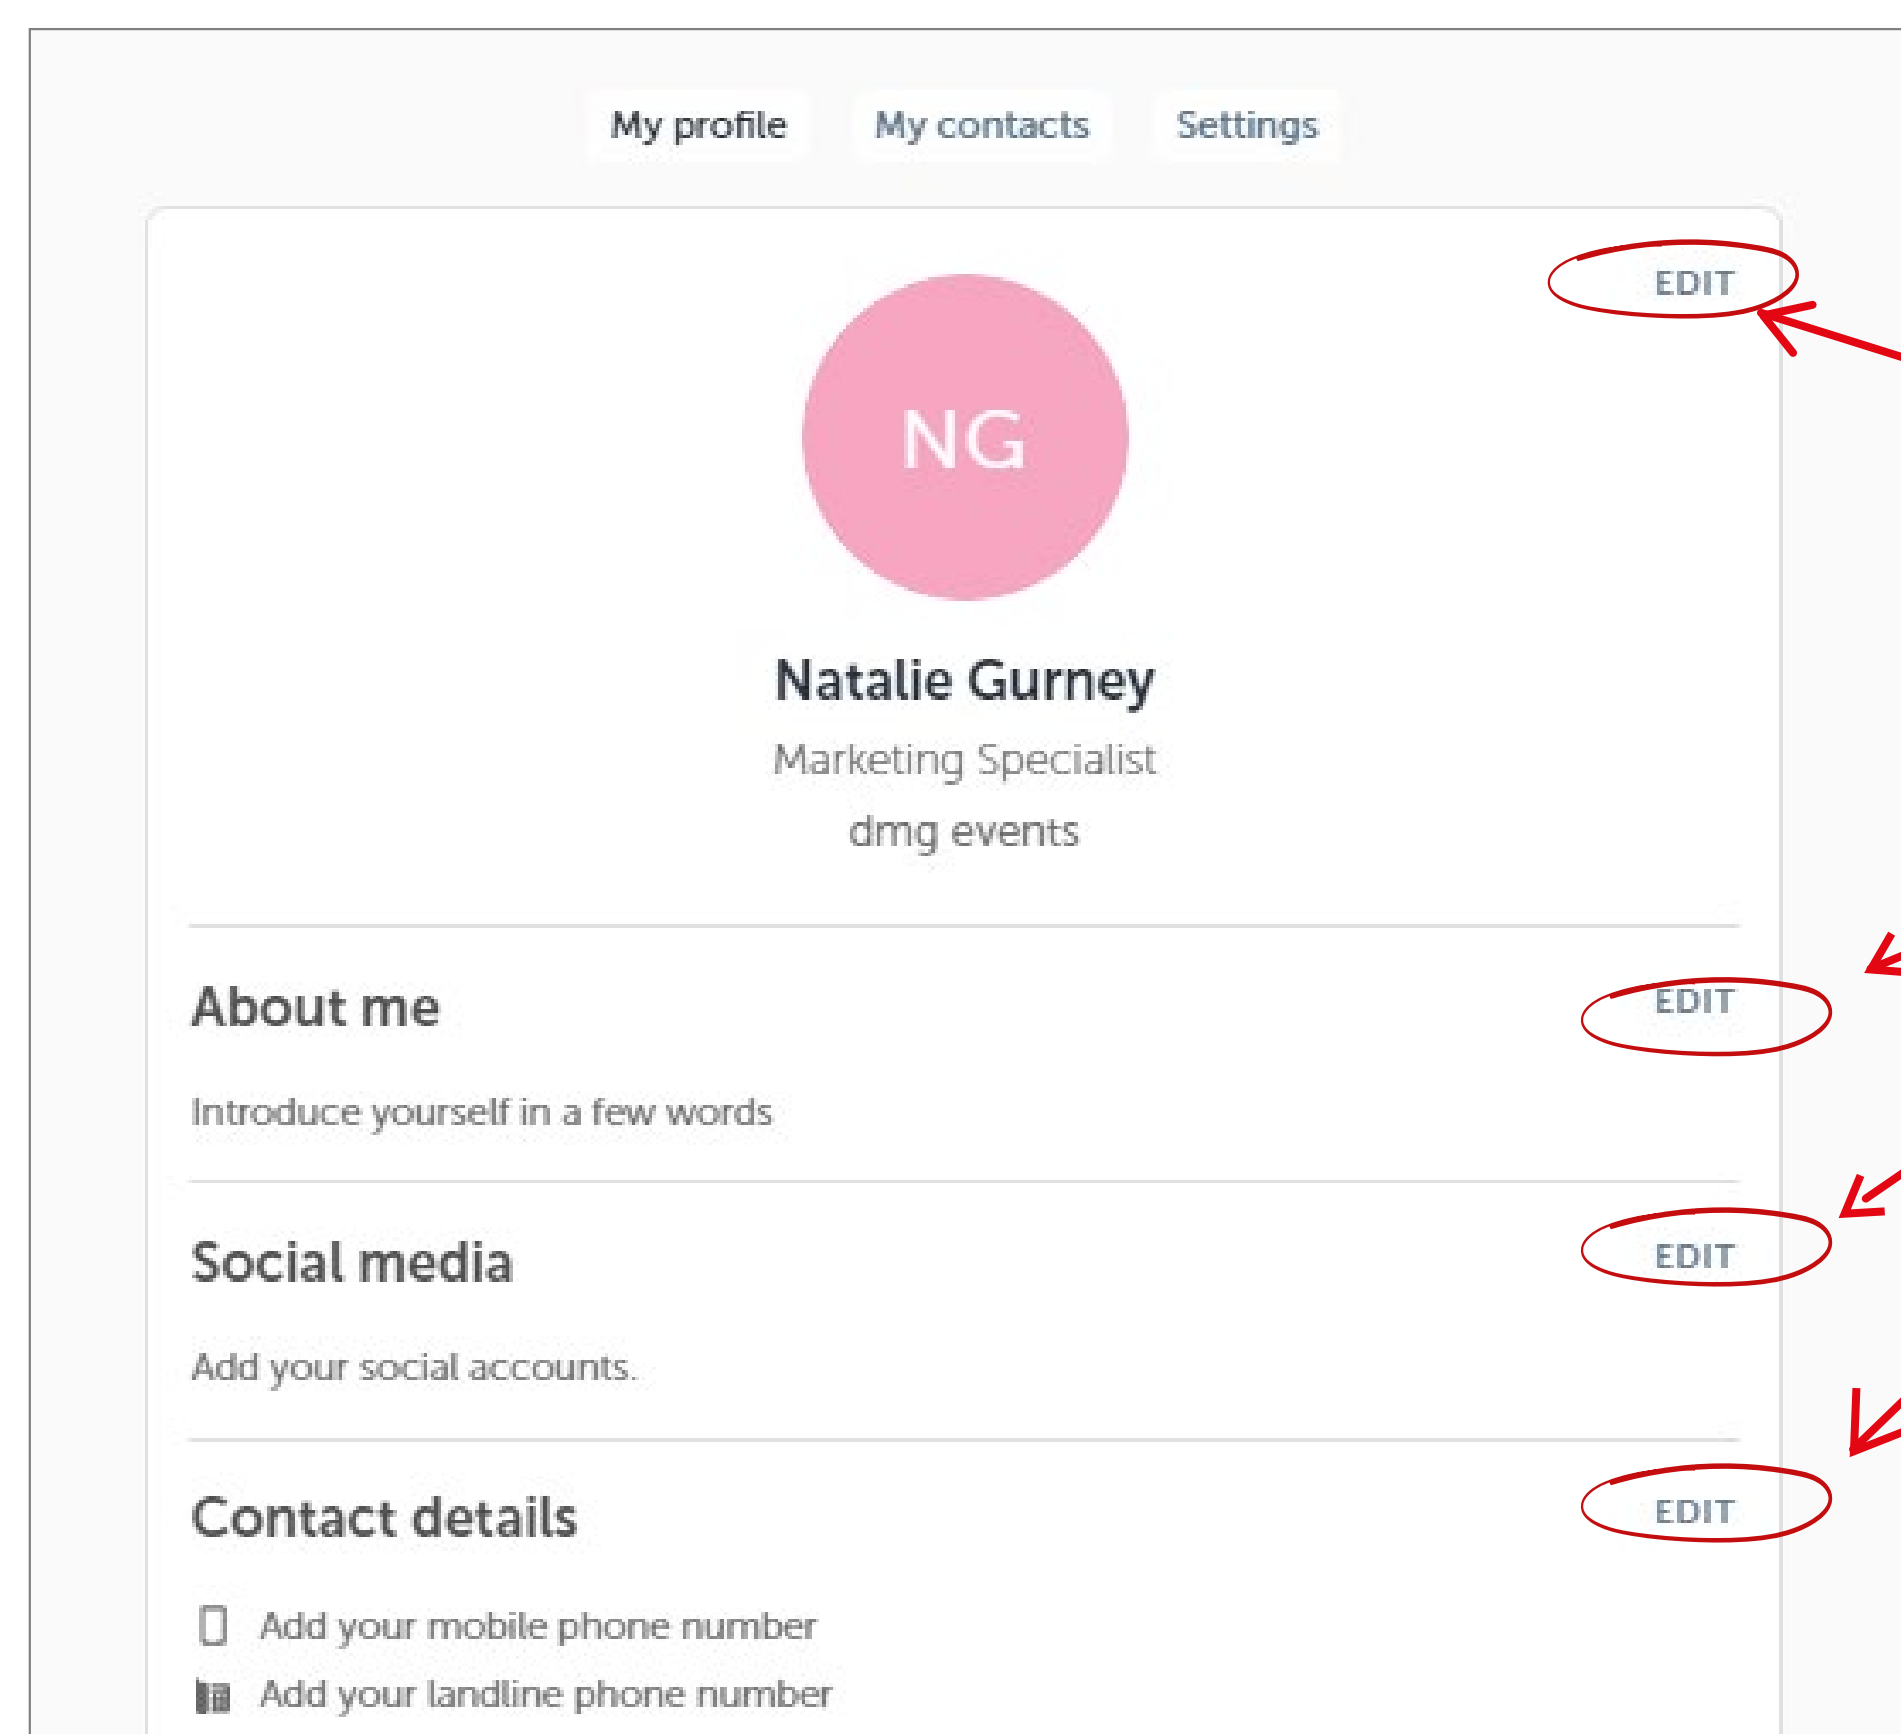 My profile My contacts Settings
EDIT
NG
Natalie Gurney
Marketing Specialist
dmg events
About me EDIT
Introduce yourself in a few words
Social media EDIT
Add your social accounts.
Contact details EDIT
Add your mobile phone number
Add your landline phone number